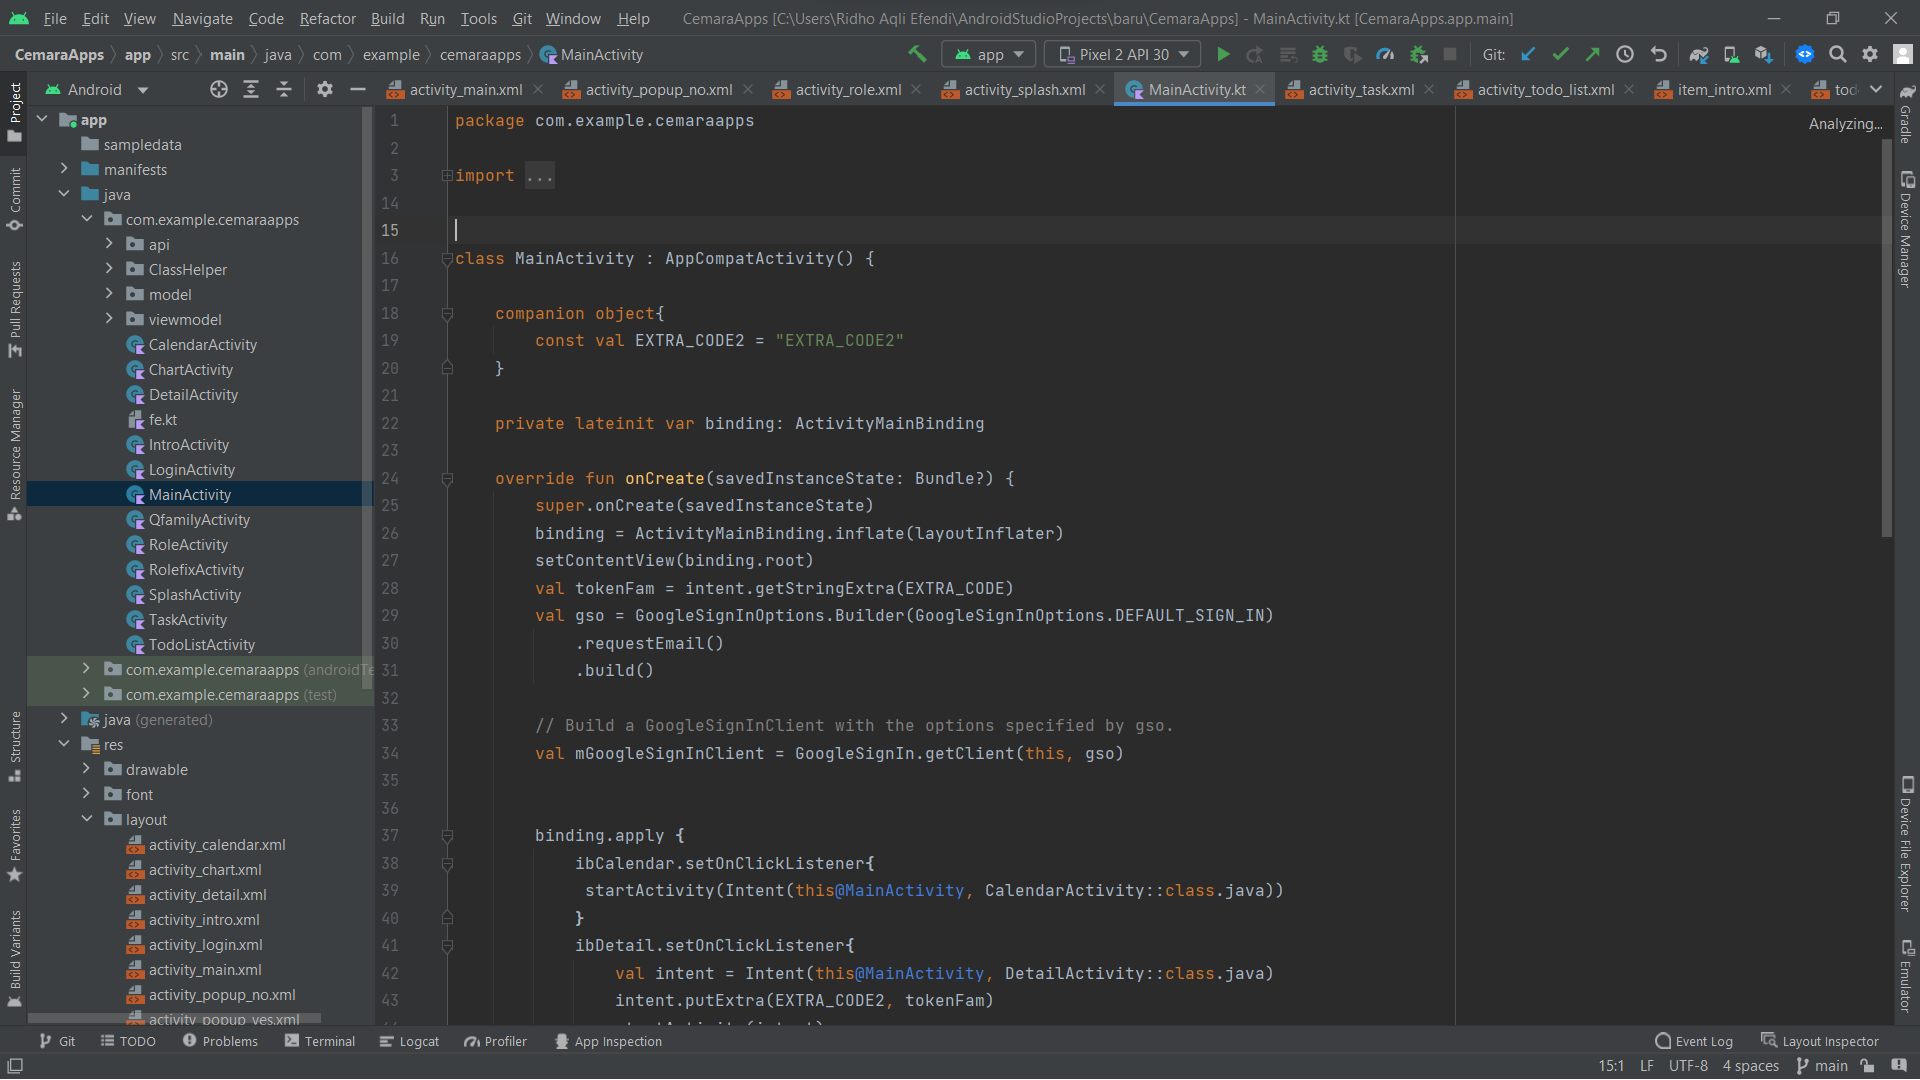 File Edit View Navigate Code Refactor Build Run Tools Git Window Help CemaraApps [C:\Users\Ridho Aqli Efendi\AndroidStudioProjects\baru\CemaraApps] - MainActivity.kt [CemaraApps.app.main]
CemaraApps app src main java com example cemaraapps MainActivity app Pixel 2 API 30 Git:
Android activity_main.xml activity_popup_no.xml activity_role.xml activity_splash.xml MainActivity.kt activity_task.xml activity_todo_list.xml item_intro.xml tod
Project
Commit
Pull Requests
Resource Manager
Structure
Favorites
Build Variants
app
sampledata
manifests
java
com.example.cemaraapps
api
ClassHelper
model
viewmodel
CalendarActivity
ChartActivity
DetailActivity
fe.kt
IntroActivity
LoginActivity
MainActivity
QfamilyActivity
RoleActivity
RolefixActivity
SplashActivity
TaskActivity
TodoListActivity
com.example.cemaraapps (androidTe
com.example.cemaraapps (test)
java (generated)
res
drawable
font
layout
activity_calendar.xml
activity_chart.xml
activity_detail.xml
activity_intro.xml
activity_login.xml
activity_main.xml
activity_popup_no.xml
activity_popup_yes.xml
Analyzing...
1 package com.example.cemaraapps
2
3 import ...
14
15
16 class MainActivity : AppCompatActivity() {
17
18 companion object{
19 const val EXTRA_CODE2 = "EXTRA_CODE2"
20 }
21
22 private lateinit var binding: ActivityMainBinding
23
24 override fun onCreate(savedInstanceState: Bundle?) {
25 super.onCreate(savedInstanceState)
26 binding = ActivityMainBinding.inflate(layoutInflater)
27 setContentView(binding.root)
28 val tokenFam = intent.getStringExtra(EXTRA_CODE)
29 val gso = GoogleSignInOptions.Builder(GoogleSignInOptions.DEFAULT_SIGN_IN)
30 .requestEmail()
31 .build()
32
33 // Build a GoogleSignInClient with the options specified by gso.
34 val mGoogleSignInClient = GoogleSignIn.getClient(this, gso)
35
36
37 binding.apply {
38 ibCalendar.setOnClickListener{
39 startActivity(Intent(this@MainActivity, CalendarActivity::class.java))
40 }
41 ibDetail.setOnClickListener{
42 val intent = Intent(this@MainActivity, DetailActivity::class.java)
43 intent.putExtra(EXTRA_CODE2, tokenFam)
Gradle
Device Manager
Device File Explorer
Emulator
Git TODO Problems Terminal Logcat Profiler App Inspection Event Log Layout Inspector
15:1 LF UTF-8 4 spaces main